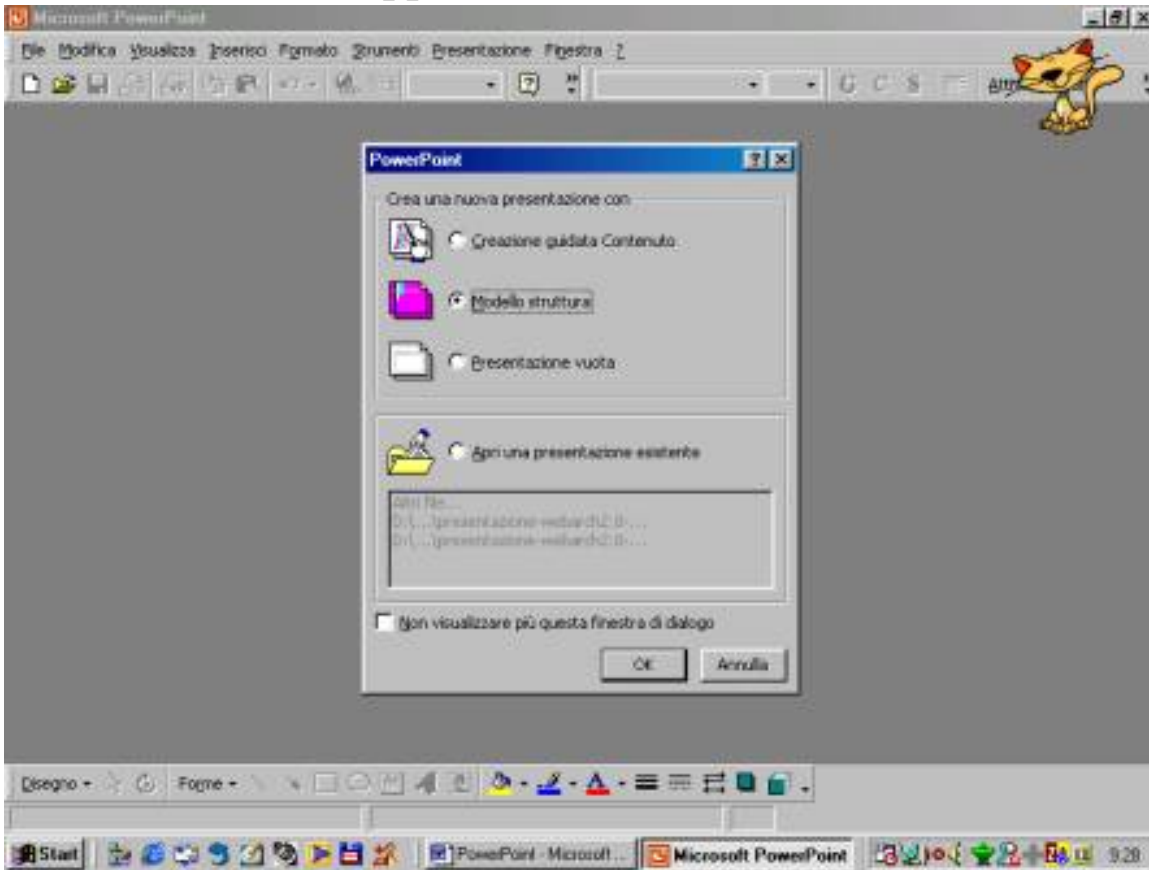 Microsoft PowerPoint
File Modifica Visualizza Inserisci Formato Strumenti Presentazione Finestra ?
G C S
PowerPoint
Crea una nuova presentazione con
Creazione guidata Contenuto
Modello struttura
Presentazione vuota
Apri una presentazione esistente
Altri file...
Non visualizzare più questa finestra di dialogo
OK Annulla
Disegno Forme
Start PowerPoint - Microsoft ... Microsoft PowerPoint 9.28